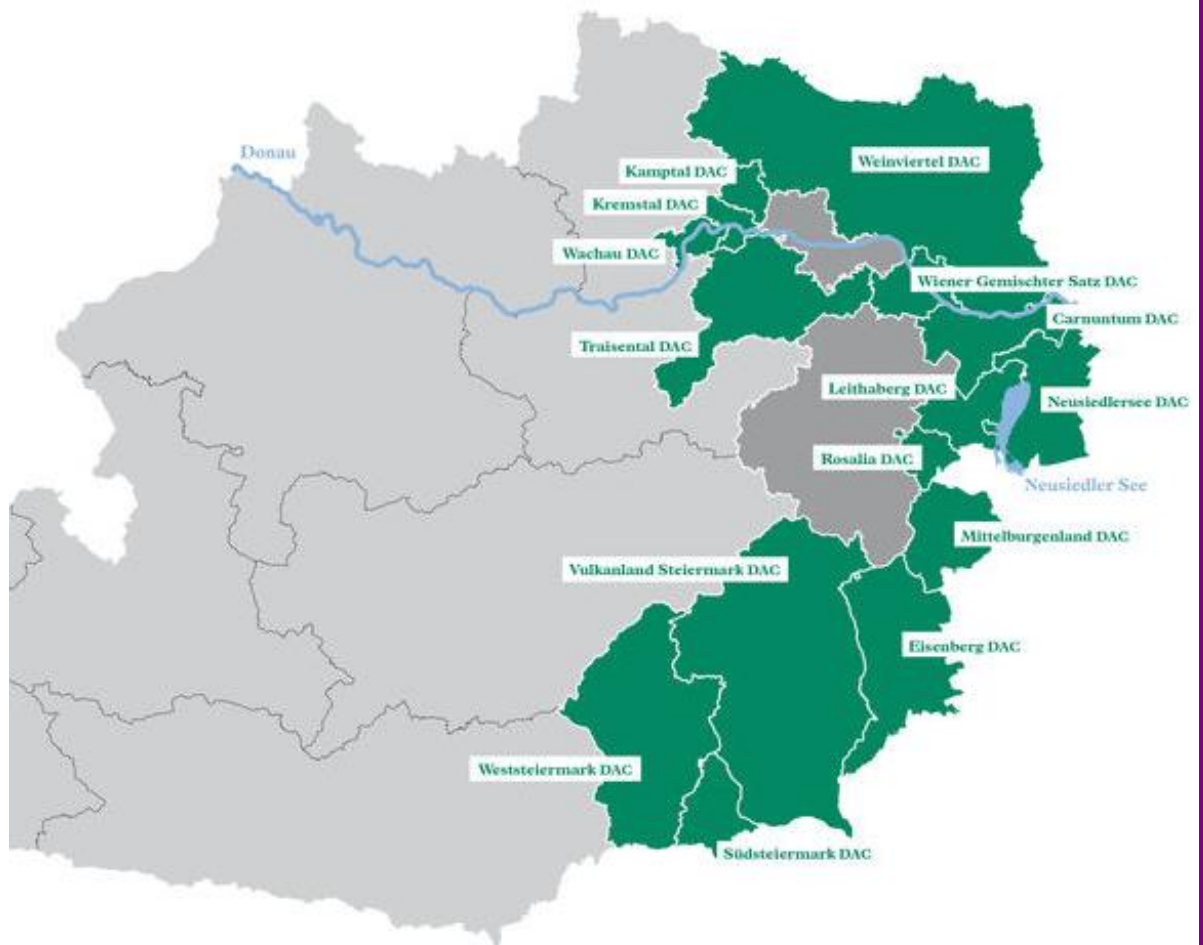 Donau
Weinviertel DAC
Kamptal DAC
Kremstal DAC
Wachau DAC
Wiener Gemischter Satz DAC
Carnuntum DAC
Traisental DAC
Leithaberg DAC
Neusiedlersee DAC
Rosalia DAC
Neusiedler See
Mittelburgenland DAC
Vulkanland Steiermark DAC
Eisenberg DAC
Weststeiermark DAC
Südsteiermark DAC